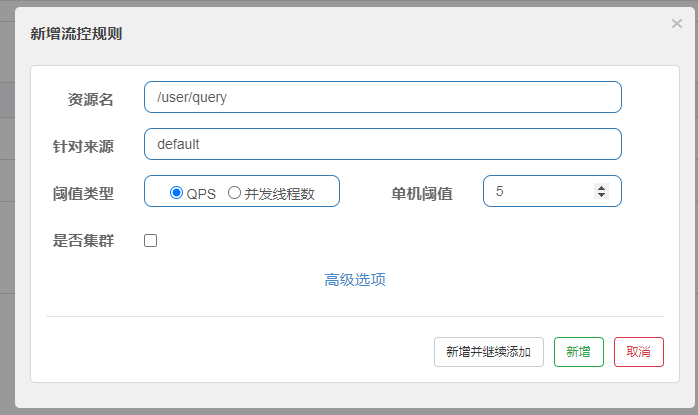 新增流控规则
×
资源名 /user/query
针对来源 default
阈值类型 QPS 并发线程数 单机阈值 5
是否集群
高级选项
新增并继续添加 新增 取消